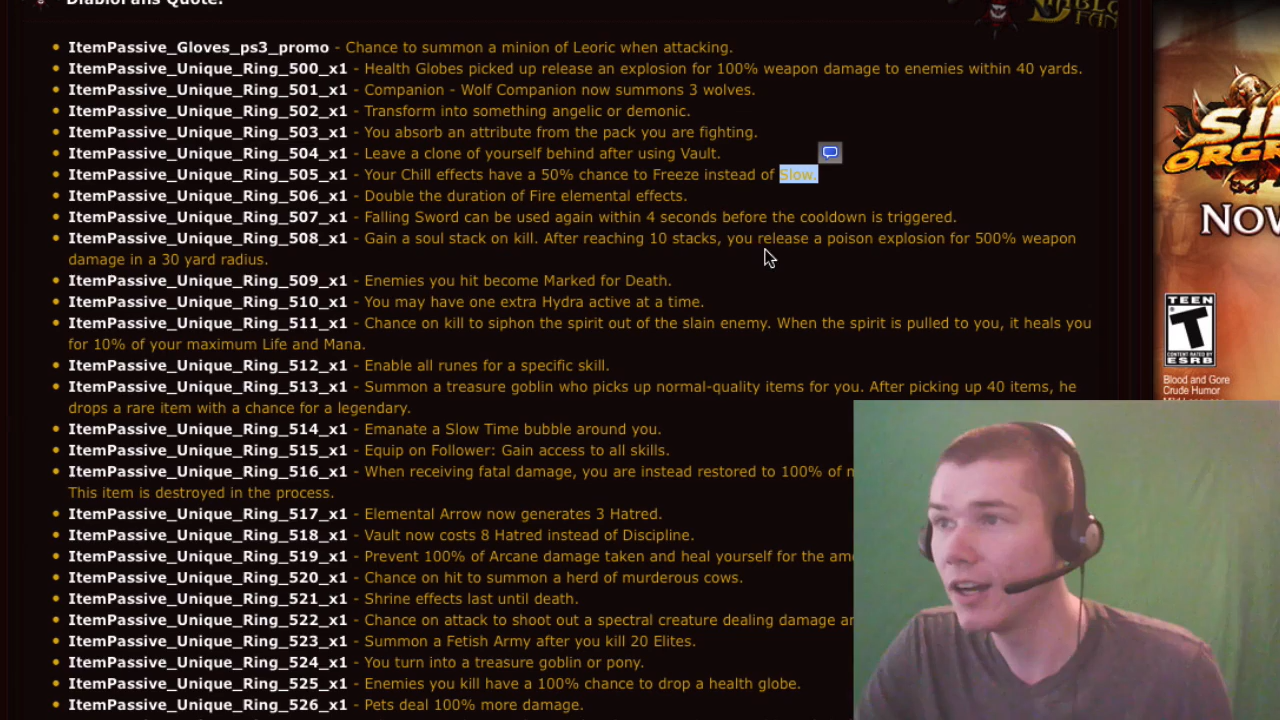 DiabloFans Quote:
ItemPassive_Gloves_ps3_promo - Chance to summon a minion of Leoric when attacking.
ItemPassive_Unique_Ring_500_x1 - Health Globes picked up release an explosion for 100% weapon damage to enemies within 40 yards.
ItemPassive_Unique_Ring_501_x1 - Companion - Wolf Companion now summons 3 wolves.
ItemPassive_Unique_Ring_502_x1 - Transform into something angelic or demonic.
ItemPassive_Unique_Ring_503_x1 - You absorb an attribute from the pack you are fighting.
ItemPassive_Unique_Ring_504_x1 - Leave a clone of yourself behind after using Vault.
ItemPassive_Unique_Ring_505_x1 - Your Chill effects have a 50% chance to Freeze instead of Slow.
ItemPassive_Unique_Ring_506_x1 - Double the duration of Fire elemental effects.
ItemPassive_Unique_Ring_507_x1 - Falling Sword can be used again within 4 seconds before the cooldown is triggered.
ItemPassive_Unique_Ring_508_x1 - Gain a soul stack on kill. After reaching 10 stacks, you release a poison explosion for 500% weapon
damage in a 30 yard radius.
ItemPassive_Unique_Ring_509_x1 - Enemies you hit become Marked for Death.
ItemPassive_Unique_Ring_510_x1 - You may have one extra Hydra active at a time.
ItemPassive_Unique_Ring_511_x1 - Chance on kill to siphon the spirit out of the slain enemy. When the spirit is pulled to you, it heals you
for 10% of your maximum Life and Mana.
ItemPassive_Unique_Ring_512_x1 - Enable all runes for a specific skill.
ItemPassive_Unique_Ring_513_x1 - Summon a treasure goblin who picks up normal-quality items for you. After picking up 40 items, he
drops a rare item with a chance for a legendary.
ItemPassive_Unique_Ring_514_x1 - Emanate a Slow Time bubble around you.
ItemPassive_Unique_Ring_515_x1 - Equip on Follower: Gain access to all skills.
ItemPassive_Unique_Ring_516_x1 - When receiving fatal damage, you are instead restored to 100% of
This item is destroyed in the process.
ItemPassive_Unique_Ring_517_x1 - Elemental Arrow now generates 3 Hatred.
ItemPassive_Unique_Ring_518_x1 - Vault now costs 8 Hatred instead of Discipline.
ItemPassive_Unique_Ring_519_x1 - Prevent 100% of Arcane damage taken and heal yourself for the
ItemPassive_Unique_Ring_520_x1 - Chance on hit to summon a herd of murderous cows.
ItemPassive_Unique_Ring_521_x1 - Shrine effects last until death.
ItemPassive_Unique_Ring_522_x1 - Chance on attack to shoot out a spectral creature dealing damage
ItemPassive_Unique_Ring_523_x1 - Summon a Fetish Army after you kill 20 Elites.
ItemPassive_Unique_Ring_524_x1 - You turn into a treasure goblin or pony.
ItemPassive_Unique_Ring_525_x1 - Enemies you kill have a 100% chance to drop a health globe.
ItemPassive_Unique_Ring_526_x1 - Pets deal 100% more damage.
TEEN
T
CONTENT RATED BY
ESRB
Blood and Gore
Crude Humor